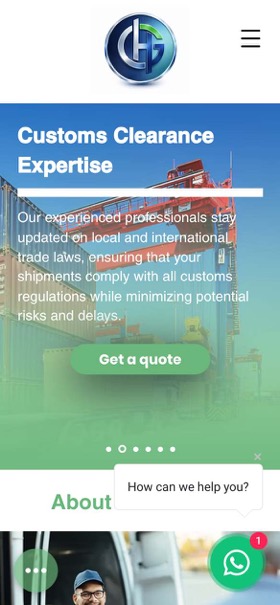 Customs Clearance
Expertise
Our experienced professionals stay
updated on local and international
trade laws, ensuring that your
shipments comply with all customs
regulations while minimizing potential
risks and delays.
Get a quote
How can we help you?
About
1